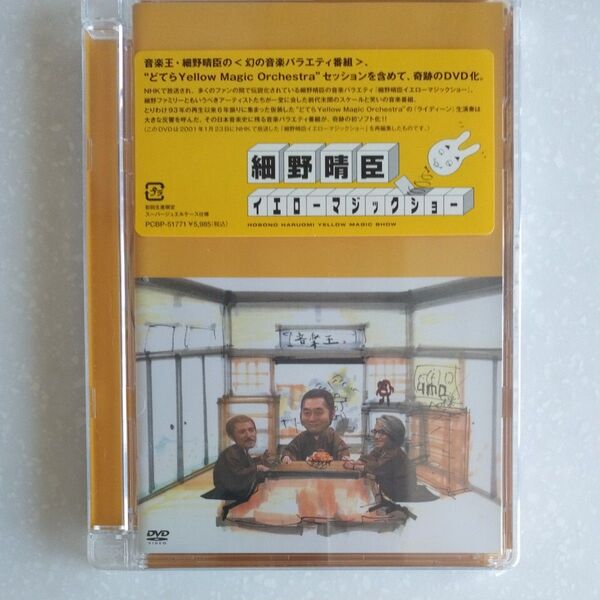 音楽王・細野晴臣の＜幻の音楽バラエティ番組＞、
“どてらYellow Magic Orchestra”セッションを含めて、奇跡のDVD化。
NHKで放送され、多くのファンの間で伝説化されている細野晴臣の音楽バラエティ「細野晴臣イエローマジックショー」。
細野ファミリーともいうべきアーティストたちが一堂に会した前代未聞のスケールと笑いの音楽番組。
とりわけ93年の再生以来6年振りに集まった仮装した“どてらYellow Magic Orchestra”の「ライディーン」生演奏は
大きな反響を呼んだ。その日本音楽史に残る音楽バラエティ番組が、奇跡の初ソフト化!!
(このDVDは2001年1月23日にNHKで放送した「細野晴臣イエローマジックショー」を再編集したものです。)
細野晴臣
イエローマジックショー
HOSONO HARUOMI YELLOW MAGIC SHOW
プラ
初回生産限定
スーパージュエルケース仕様
PCBP-51771 ¥5,985(税込)
音楽王。
DVD
VIDEO